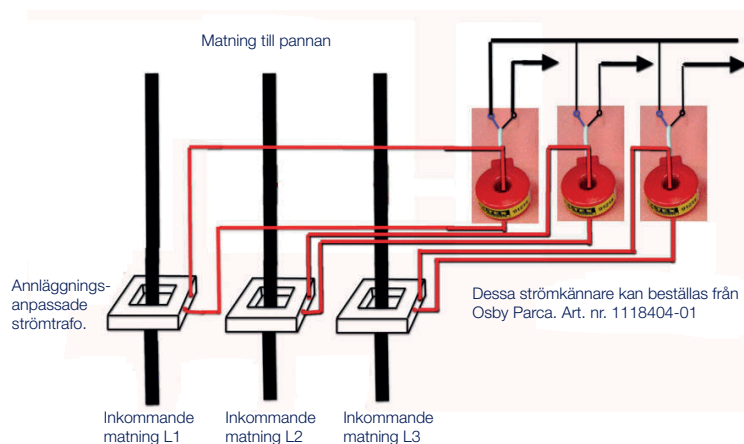 Matning till pannan
Annläggnings-
anpassade
strömtrafo.
Dessa strömkännare kan beställas från
Osby Parca. Art. nr. 1118404-01
Inkommande
matning L1
Inkommande
matning L2
Inkommande
matning L3